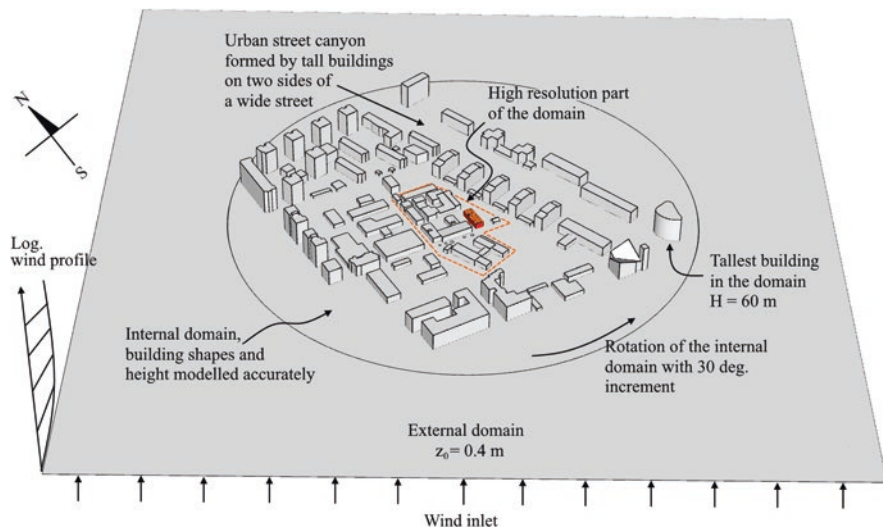 Urban street canyon
formed by tall buildings
on two sides of
a wide street
High resolution part
of the domain
N
S
Log.
wind profile
Tallest building
in the domain
H = 60 m
Internal domain,
building shapes and
height modelled accurately
Rotation of the internal
domain with 30 deg.
increment
External domain
z₀= 0.4 m
Wind inlet